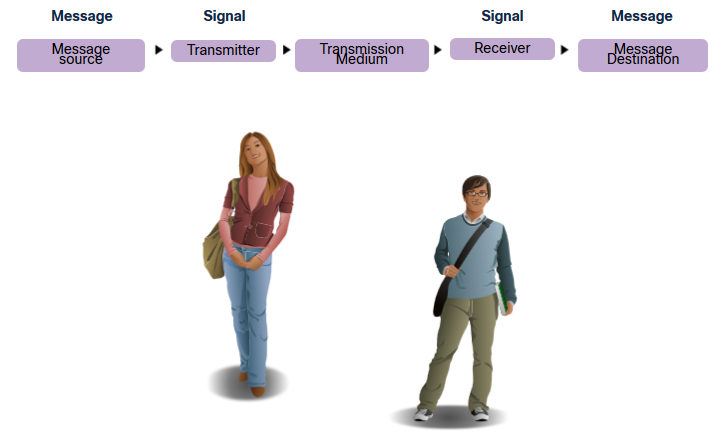 Message
Signal
Signal
Message
Message
source
Transmitter
Transmission
Medium
Receiver
Message
Destination